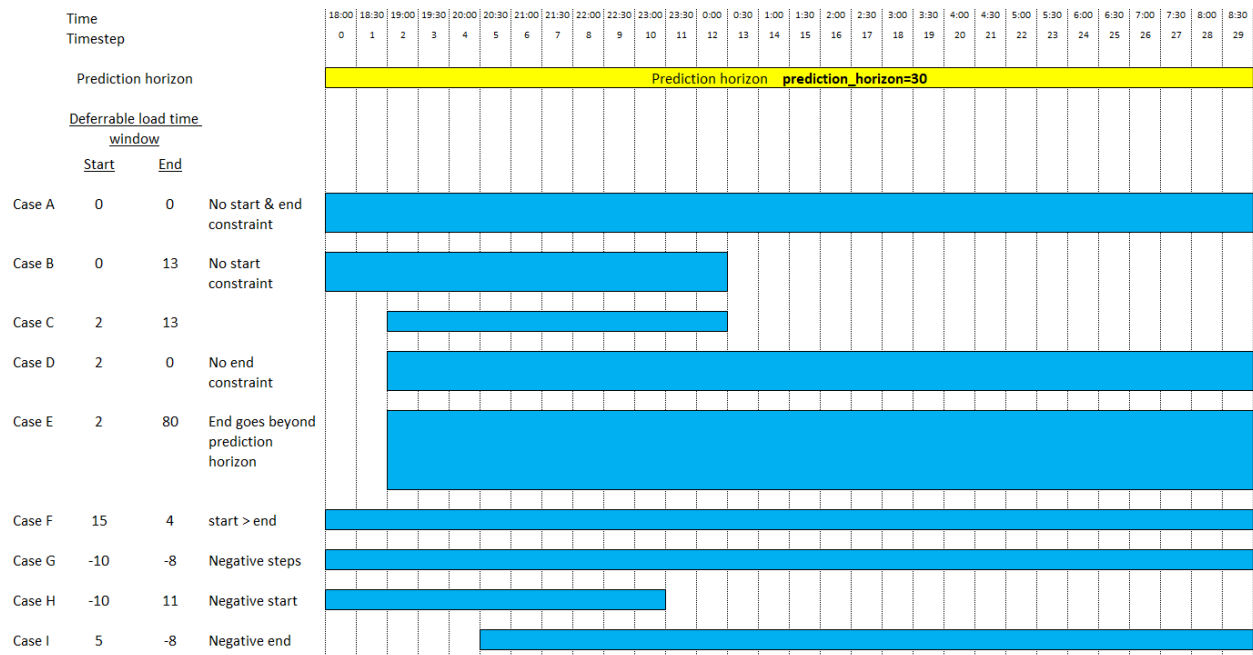 Time 18:00 18:30 19:00 19:30 20:00 20:30 21:00 21:30 22:00 22:30 23:00 23:30 0:00 0:30 1:00 1:30 2:00 2:30 3:00 3:30 4:00 4:30 5:00 5:30 6:00 6:30 7:00 7:30 8:00 8:30
Timestep 0 1 2 3 4 5 6 7 8 9 10 11 12 13 14 15 16 17 18 19 20 21 22 23 24 25 26 27 28 29
Prediction horizon Prediction horizon prediction_horizon=30
Deferrable load time
window
Start End
Case A 0 0 No start & end
constraint
Case B 0 13 No start
constraint
Case C 2 13
Case D 2 0 No end
constraint
Case E 2 80 End goes beyond
prediction
horizon
Case F 15 4 start > end
Case G -10 -8 Negative steps
Case H -10 11 Negative start
Case I 5 -8 Negative end